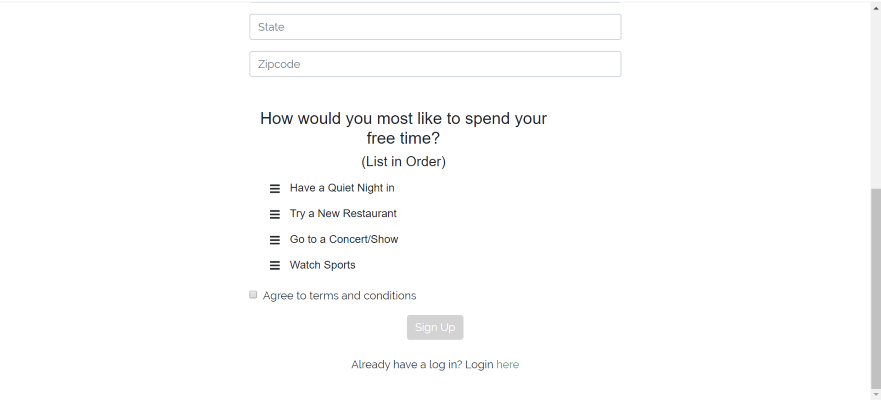 State
Zipcode
How would you most like to spend your
free time?
(List in Order)
Have a Quiet Night in
Try a New Restaurant
Go to a Concert/Show
Watch Sports
Agree to terms and conditions
Sign Up
Already have a log in? Login here